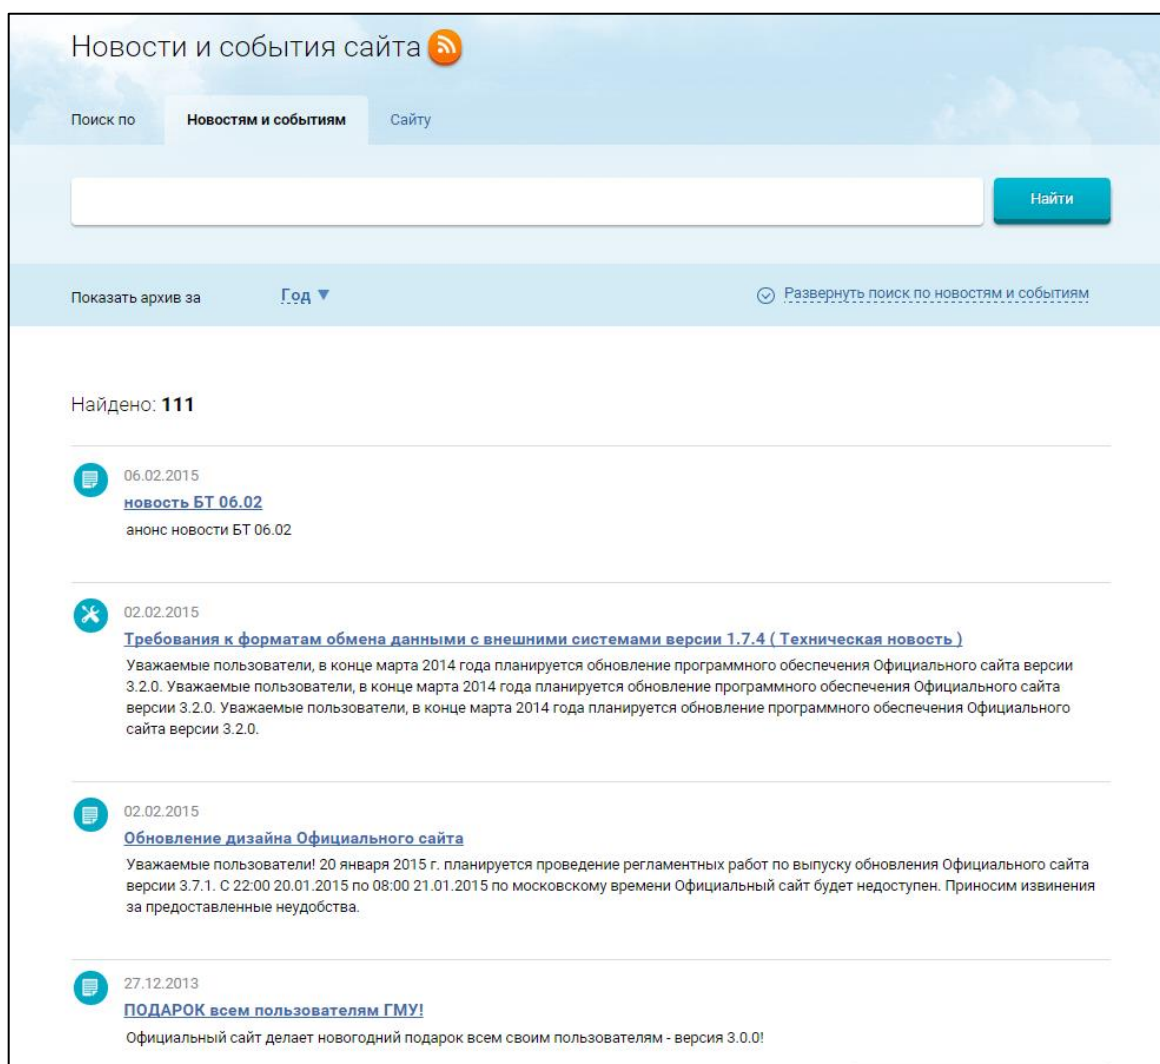 Новости и события сайта
Поиск по Новостям и событиям Сайту
Найти
Показать архив за Год ▼ Развернуть поиск по новостям и событиям
Найдено: 111
06.02.2015
новость БТ 06.02
анонс новости БТ 06.02
02.02.2015
Требования к форматам обмена данными с внешними системами версии 1.7.4 ( Техническая новость )
Уважаемые пользователи, в конце марта 2014 года планируется обновление программного обеспечения Официального сайта версии
3.2.0. Уважаемые пользователи, в конце марта 2014 года планируется обновление программного обеспечения Официального сайта
версии 3.2.0. Уважаемые пользователи, в конце марта 2014 года планируется обновление программного обеспечения Официального
сайта версии 3.2.0.
02.02.2015
Обновление дизайна Официального сайта
Уважаемые пользователи! 20 января 2015 г. планируется проведение регламентных работ по выпуску обновления Официального сайта
версии 3.7.1. С 22:00 20.01.2015 по 08:00 21.01.2015 по московскому времени Официальный сайт будет недоступен. Приносим извинения
за предоставленные неудобства.
27.12.2013
ПОДАРОК всем пользователям ГМУ!
Официальный сайт делает новогодний подарок всем своим пользователям - версия 3.0.0!